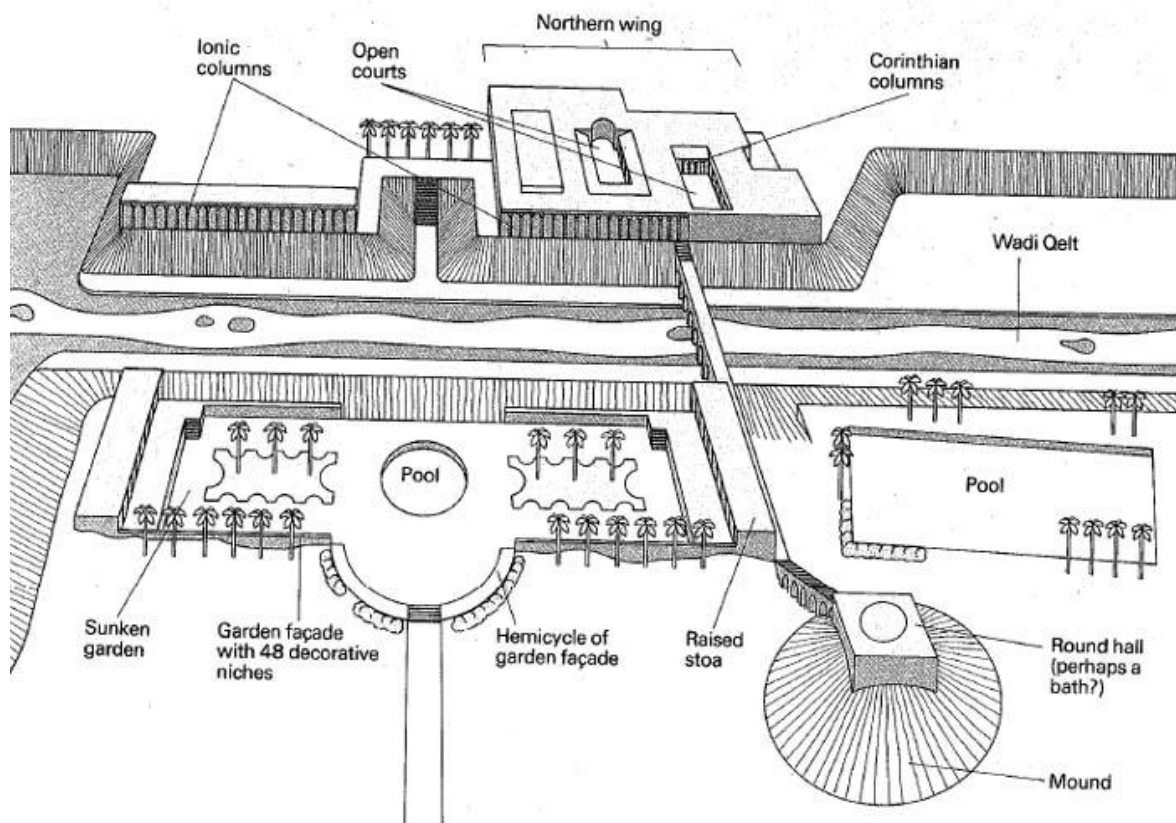 Northern wing
Ionic
columns
Open
courts
Corinthian
columns
Wadi Qelt
Pool
Pool
Sunken
garden
Garden façade
with 48 decorative
niches
Hemicycle of
garden façade
Raised
stoa
Round hall
(perhaps a
bath?)
Mound